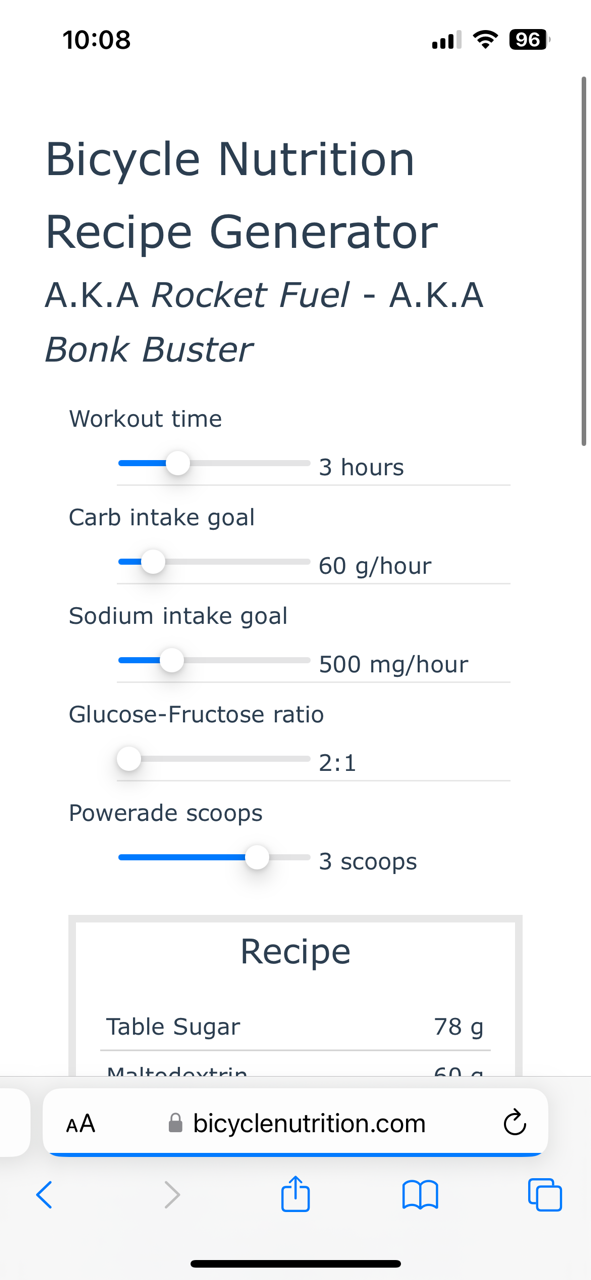 10:08
96
Bicycle Nutrition
Recipe Generator
A.K.A Rocket Fuel - A.K.A
Bonk Buster
Workout time
3 hours
Carb intake goal
60 g/hour
Sodium intake goal
500 mg/hour
Glucose-Fructose ratio
2:1
Powerade scoops
3 scoops
Recipe
Table Sugar 78 g
Maltodextrin 60 g
AA bicyclenutrition.com